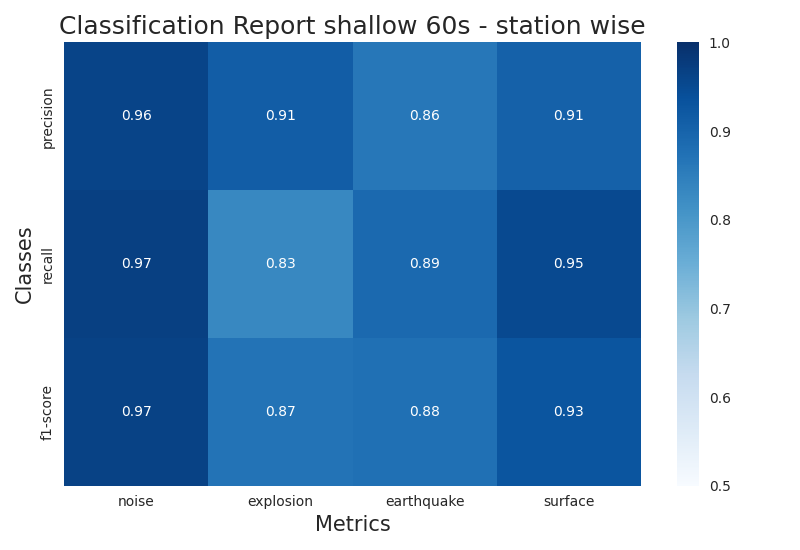 Classification Report shallow 60s - station wise
Classes
precision
0.96 0.91 0.86 0.91
recall
0.97 0.83 0.89 0.95
f1-score
0.97 0.87 0.88 0.93
noise explosion earthquake surface
Metrics
1.0
0.9
0.8
0.7
0.6
0.5